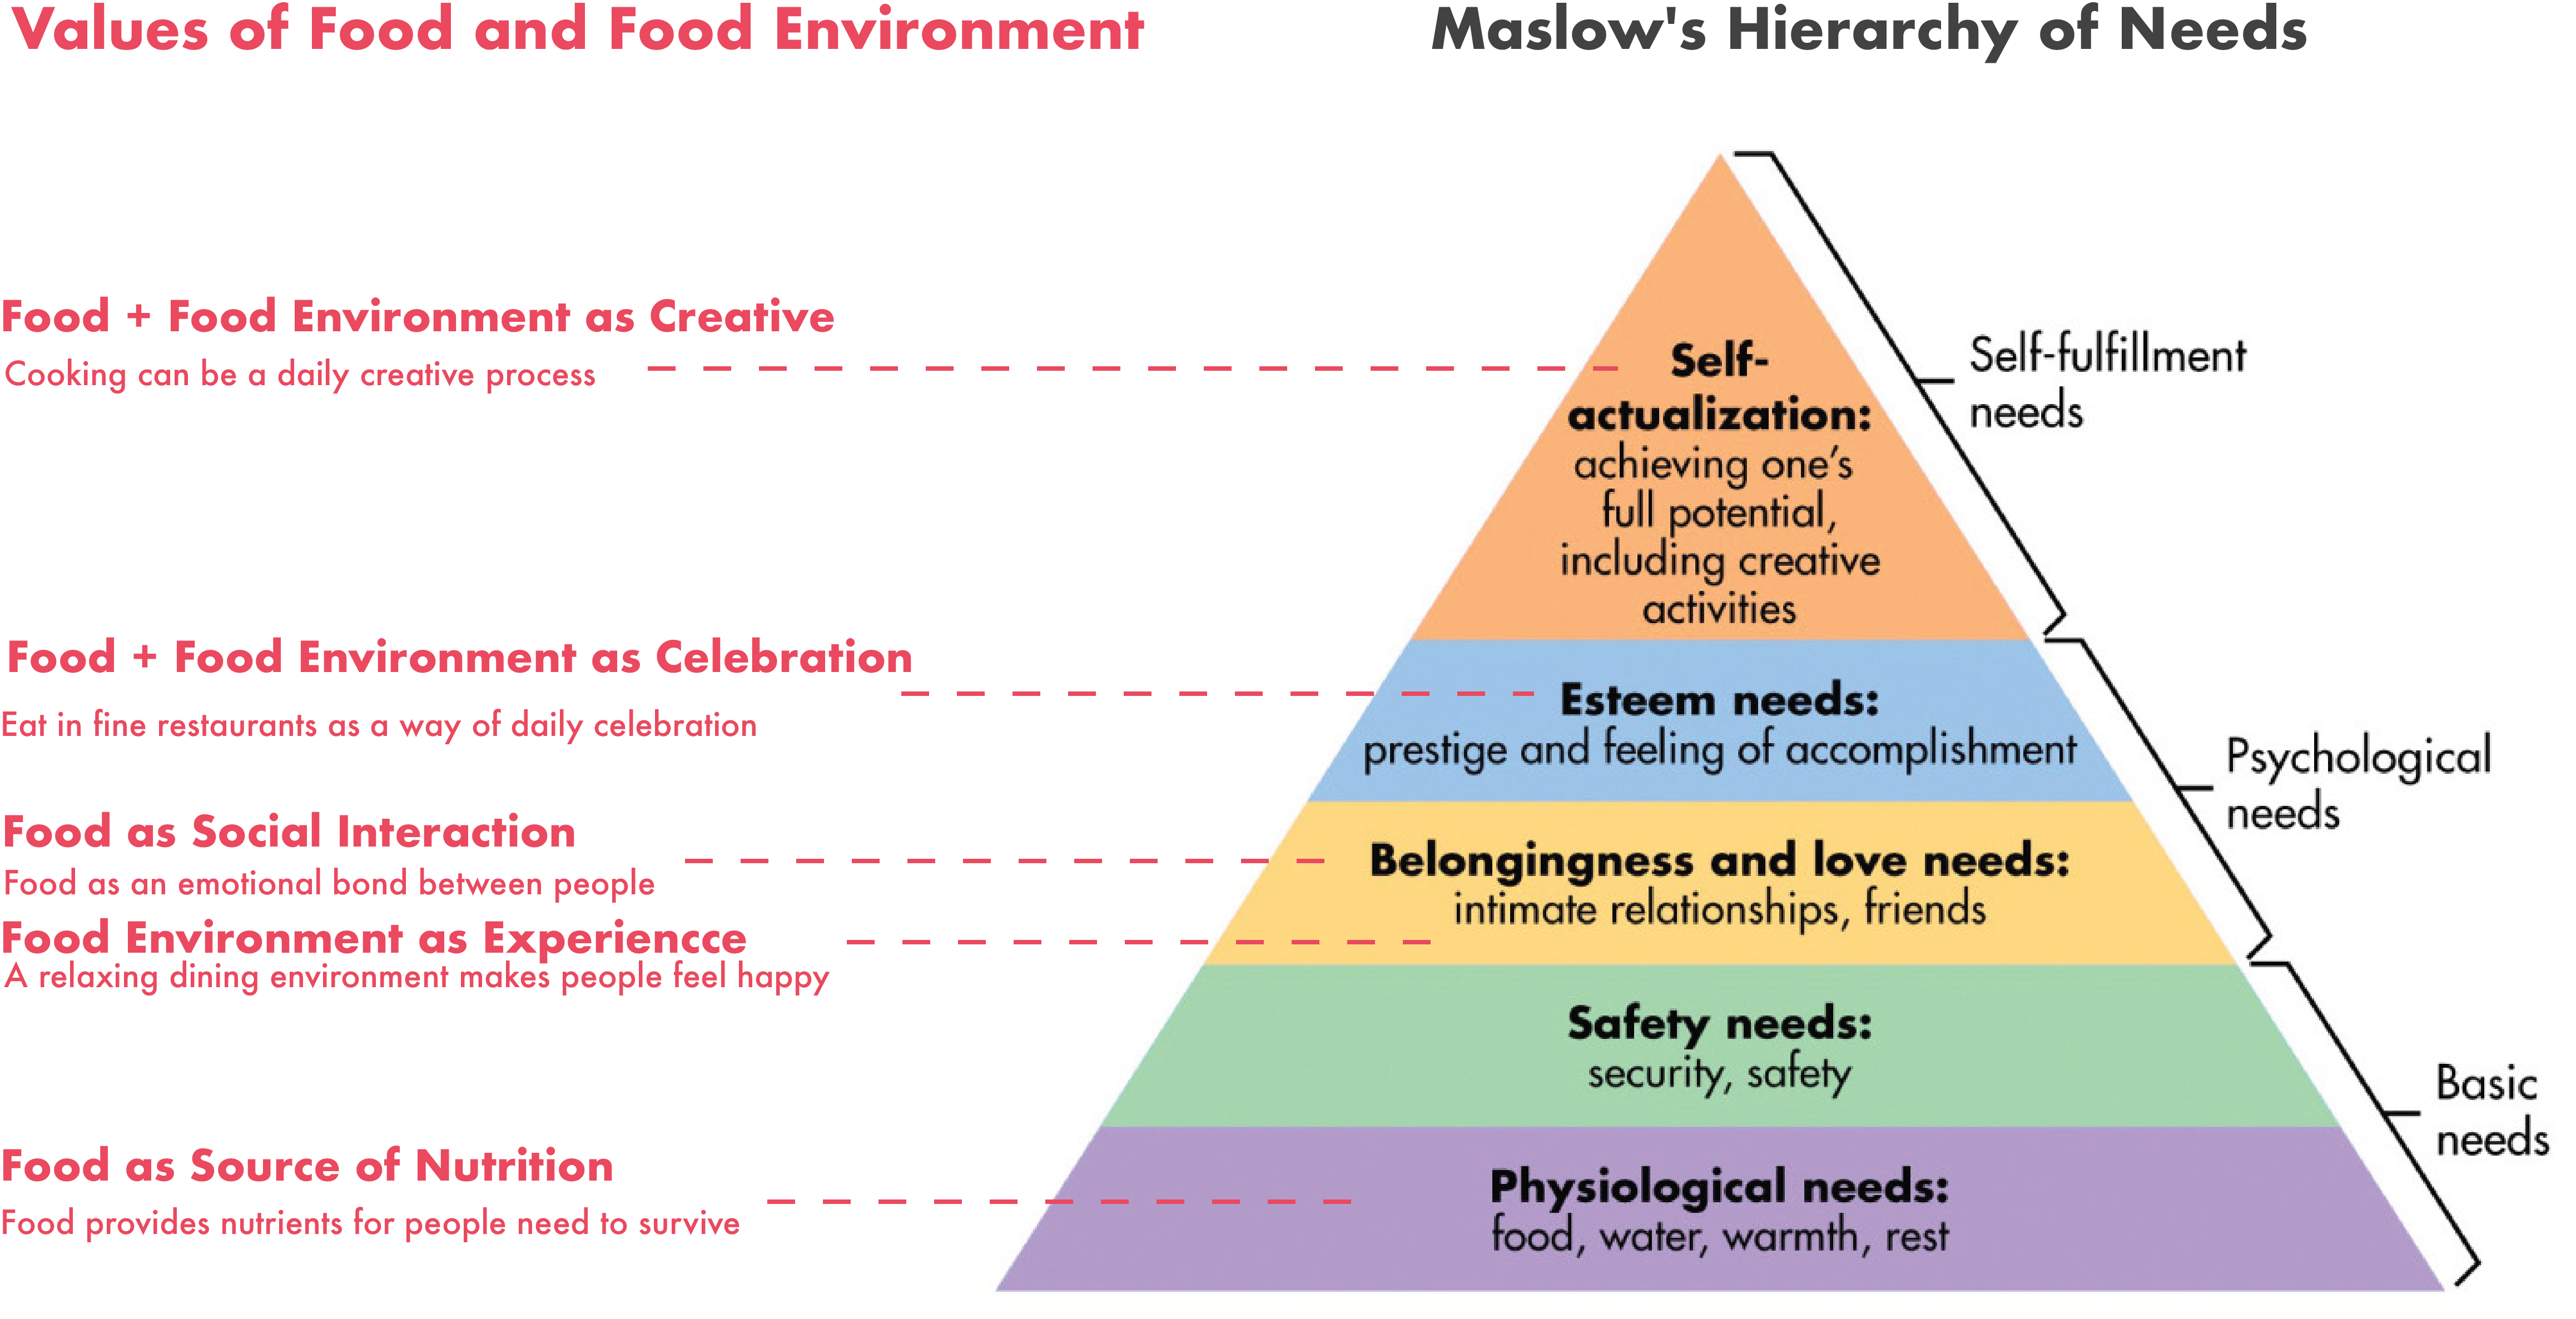 Values of Food and Food Environment
Maslow's Hierarchy of Needs
Food + Food Environment as Creative
Cooking can be a daily creative process
Food + Food Environment as Celebration
Eat in fine restaurants as a way of daily celebration
Food as Social Interaction
Food as an emotional bond between people
Food Environment as Experiencce
A relaxing dining environment makes people feel happy
Food as Source of Nutrition
Food provides nutrients for people need to survive
Self-
actualization:
achieving one’s
full potential,
including creative
activities
Esteem needs:
prestige and feeling of accomplishment
Belongingness and love needs:
intimate relationships, friends
Safety needs:
security, safety
Physiological needs:
food, water, warmth, rest
Self-fulfillment
needs
Psychological
needs
Basic
needs